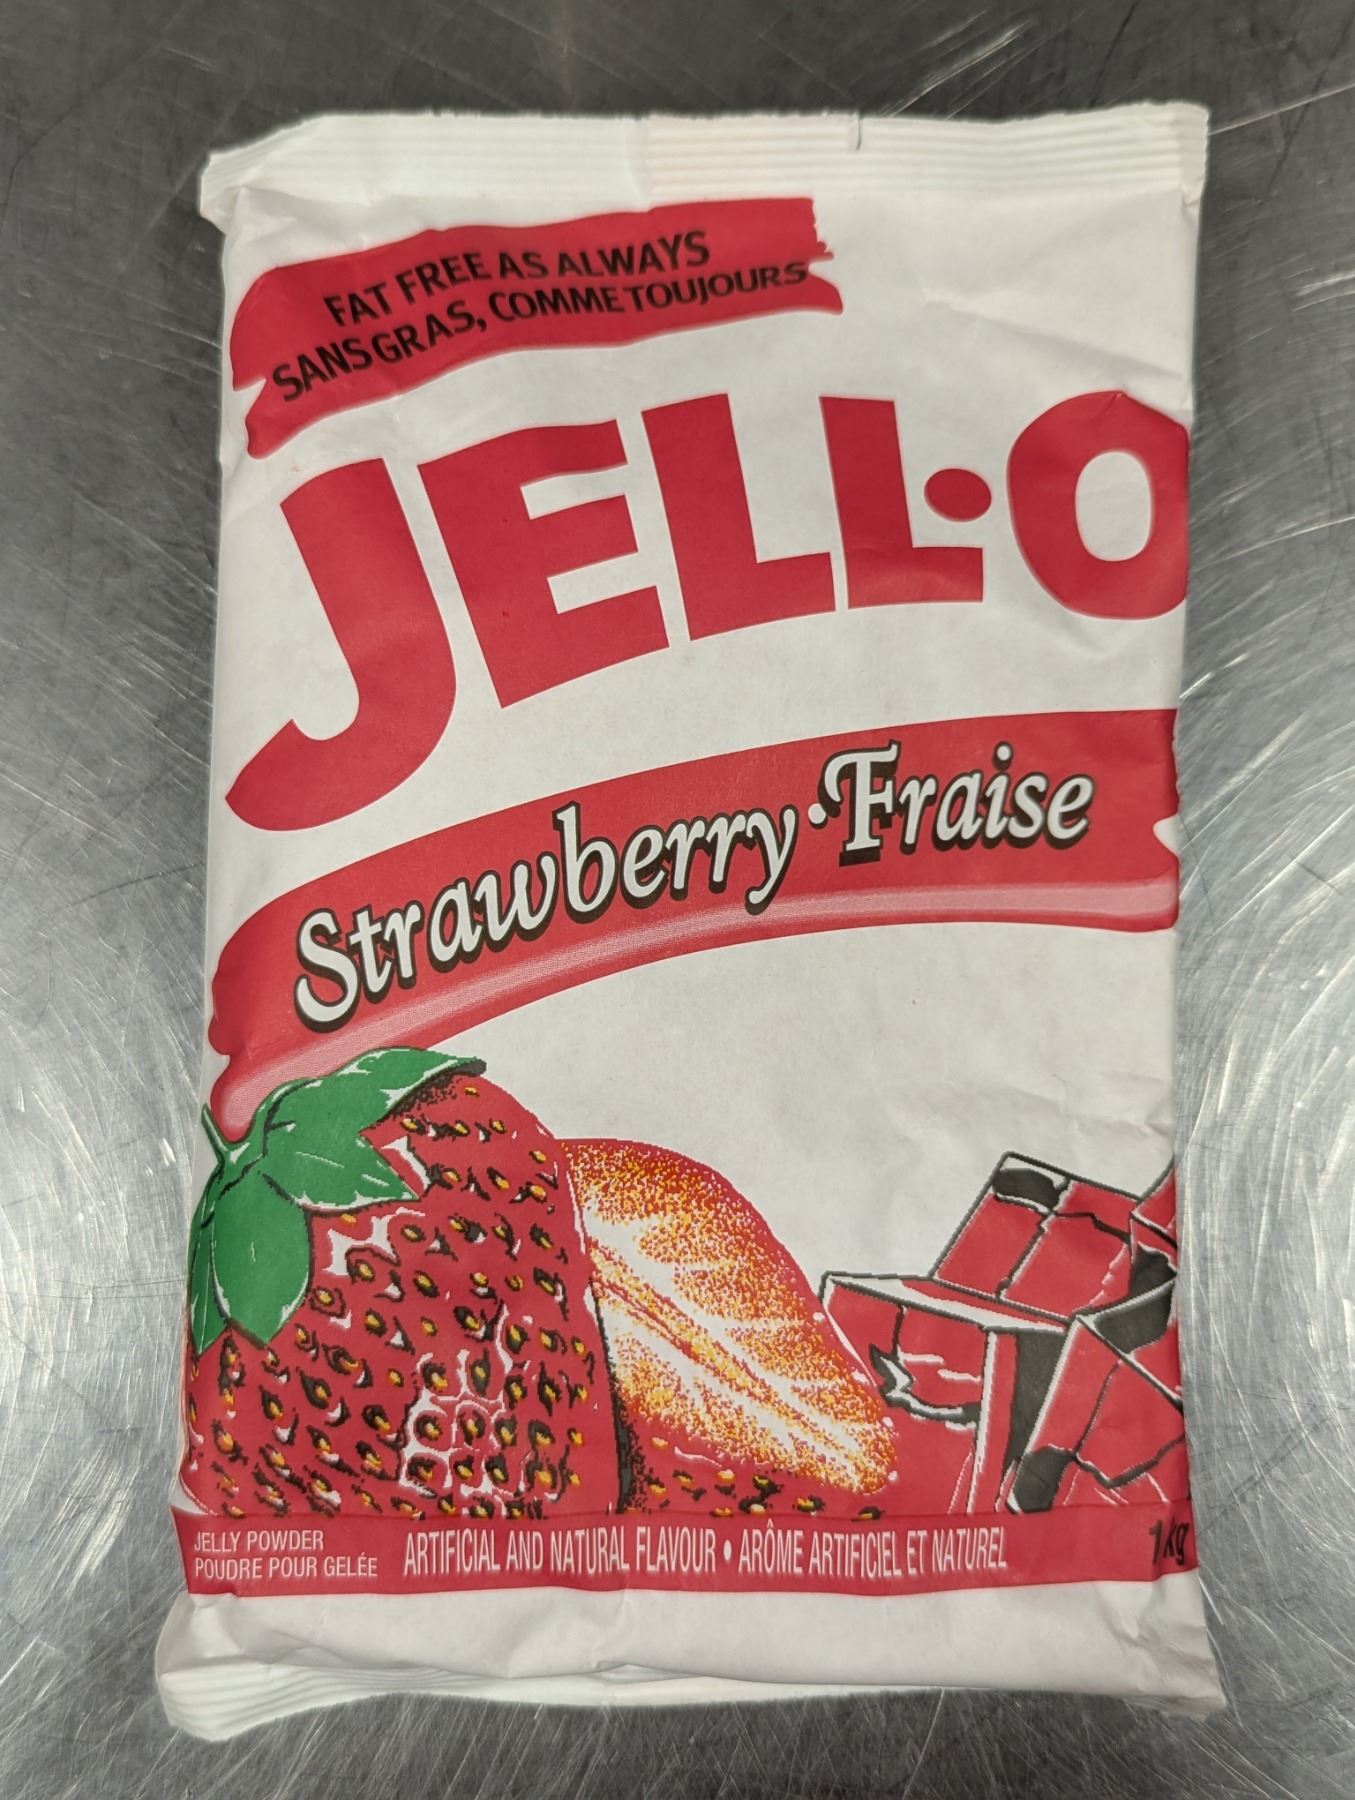 FAT FREE AS ALWAYS
SANS GRAS, COMME TOUJOURS
JELL·O
Strawberry·Fraise
JELLY POWDER
POUDRE POUR GELÉE
ARTIFICIAL AND NATURAL FLAVOUR • ARÔME ARTIFICIEL ET NATUREL
1kg